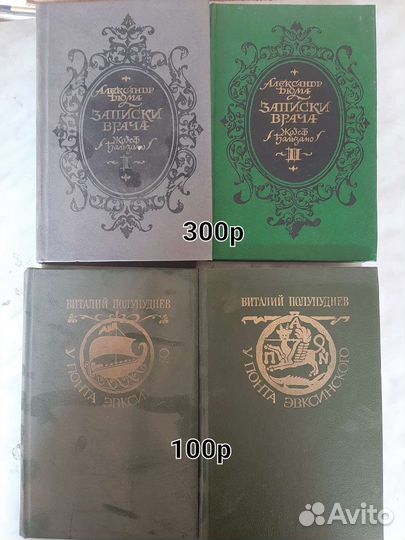 Александр
Дюма
Записки
врача
Жозеф
Бальзамо
I
Александр
Дюма
Записки
врача
Жозеф
Бальзамо
II
300р
Виталий Полупуднев
У Понта
Эвксинского
Виталий Полупуднев
У Понта
Эвксинского
П
N
100р
Avito